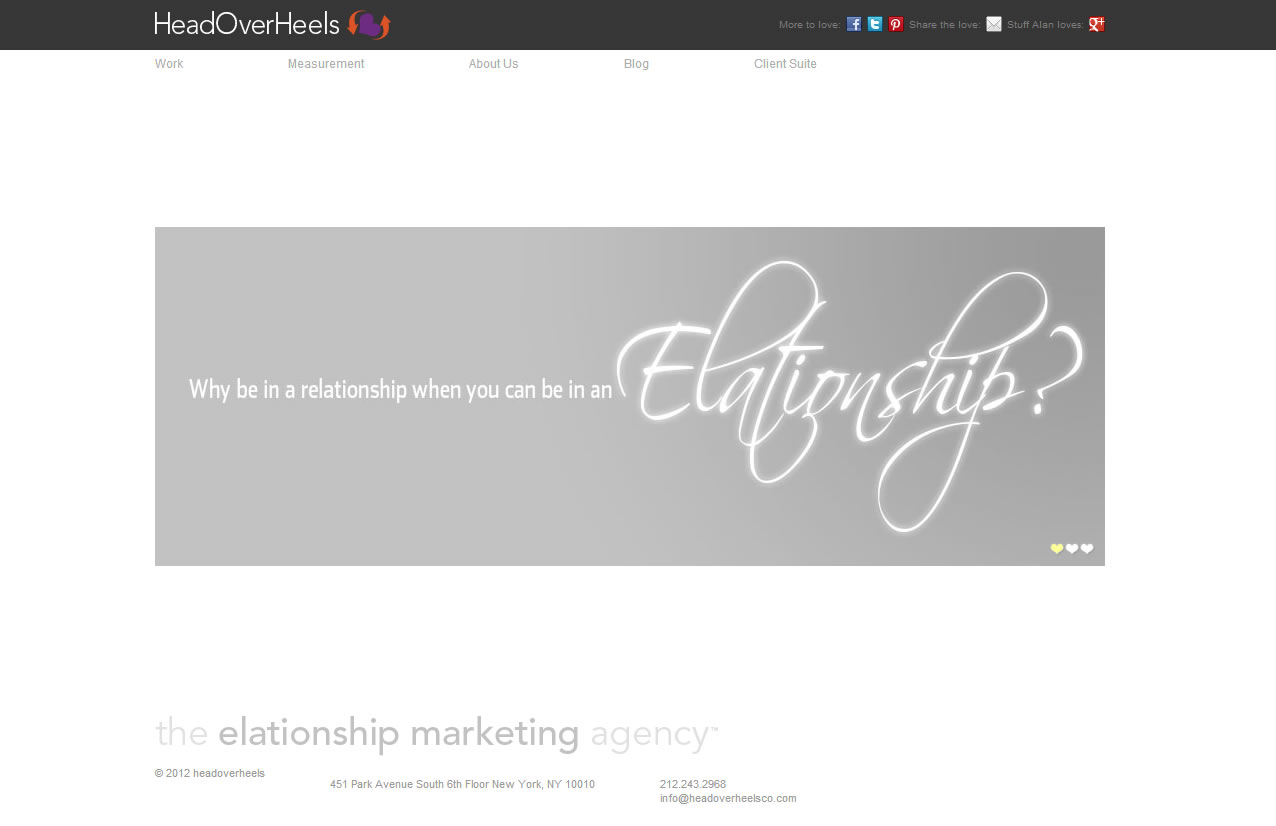 HeadOverHeels
More to love: Share the love: Stuff Alan loves:
Work Measurement About Us Blog Client Suite
Why be in a relationship when you can be in an Elationship?
the elationship marketing agency™
© 2012 headoverheels
451 Park Avenue South 6th Floor New York, NY 10010
212.243.2968
info@headoverheelsco.com